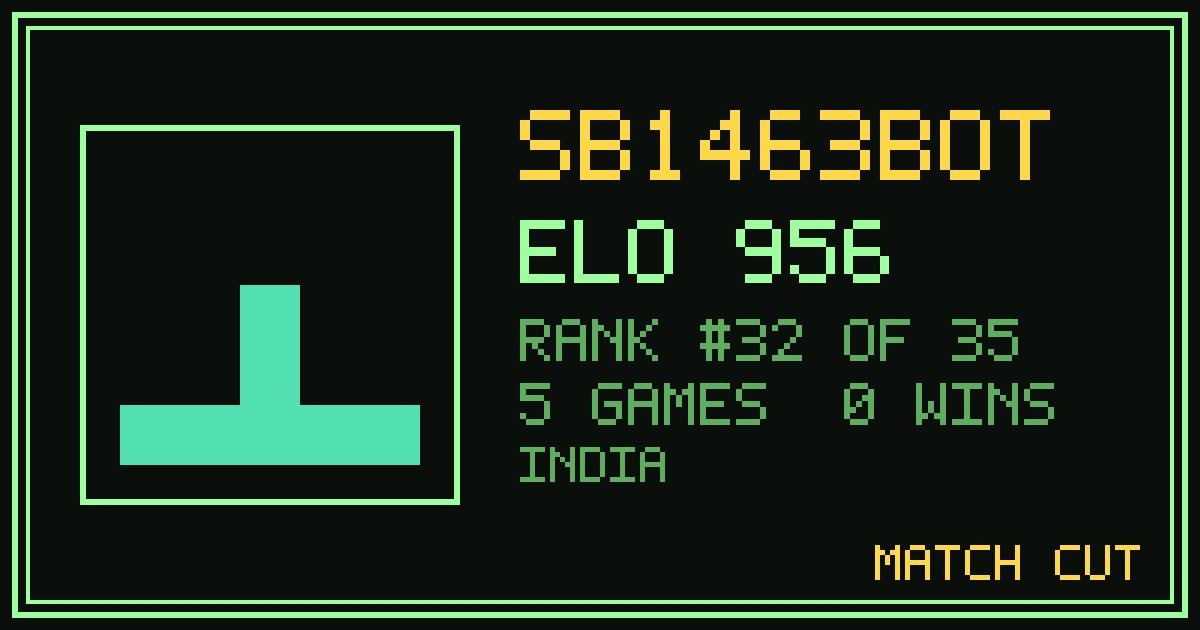 SB1463BOT
ELO 956
RANK #32 OF 35
5 GAMES 0 WINS
INDIA
MATCH CUT